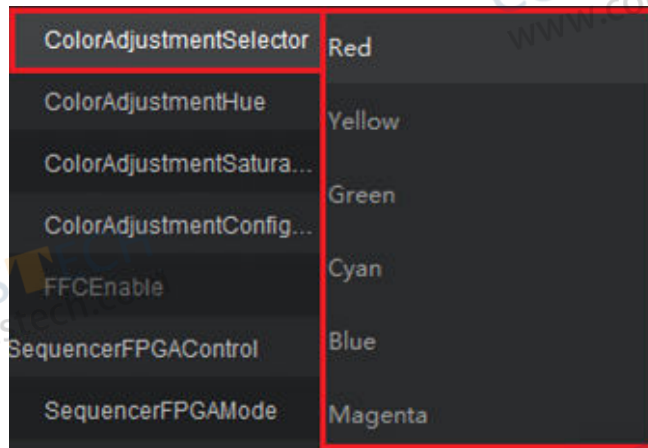 ColorAdjustmentSelector
Red
ColorAdjustmentHue
Yellow
ColorAdjustmentSatura...
Green
ColorAdjustmentConfig...
Cyan
FFCEnable
Blue
SequencerFPGAControl
SequencerFPGAMode
Magenta